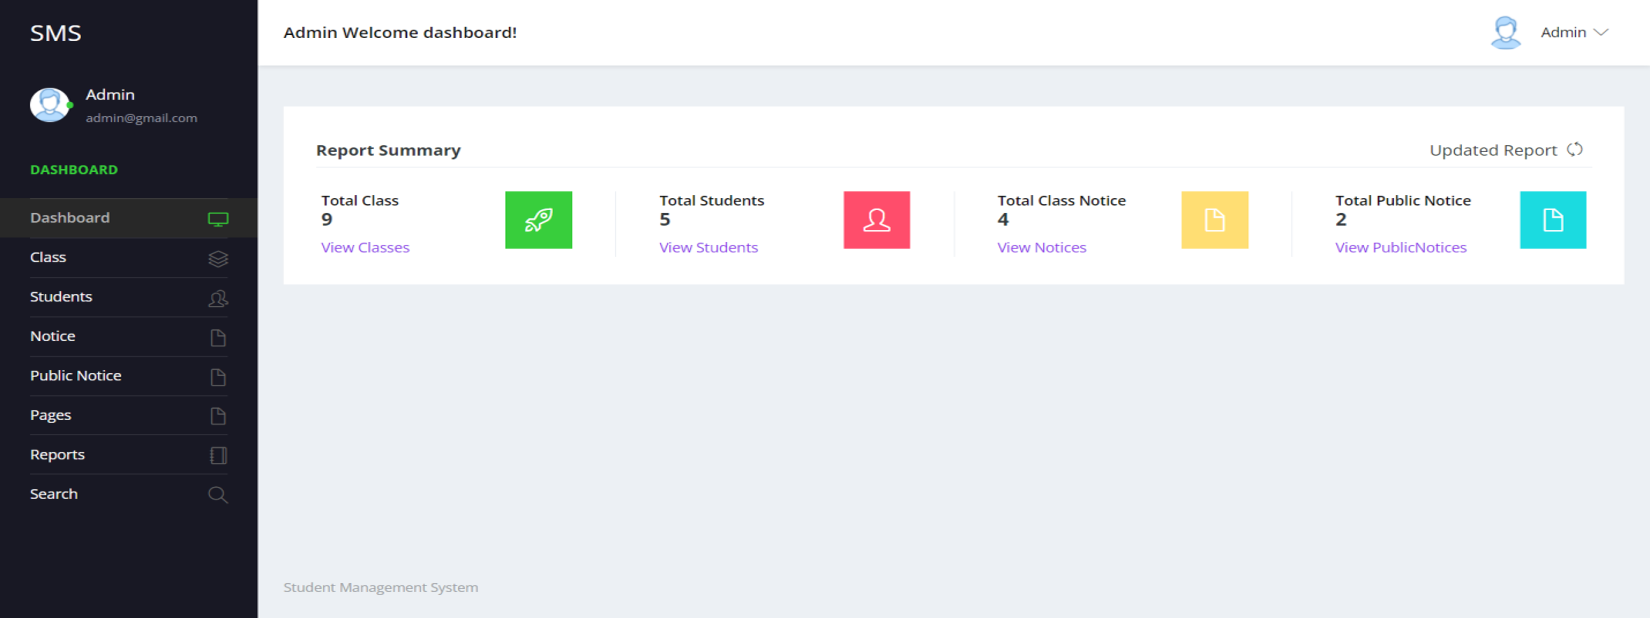 SMS
Admin
admin@gmail.com
DASHBOARD
Dashboard
Class
Students
Notice
Public Notice
Pages
Reports
Search
Admin Welcome dashboard!
Admin
Report Summary
Updated Report
Total Class
9
View Classes
Total Students
5
View Students
Total Class Notice
4
View Notices
Total Public Notice
2
View PublicNotices
Student Management System